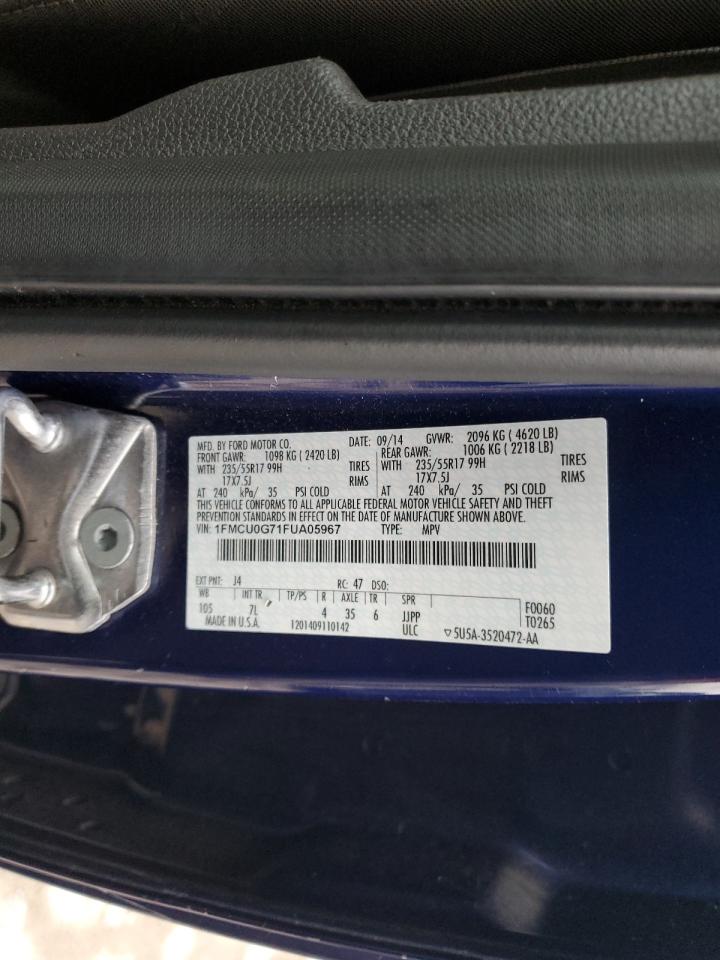 MFD. BY FORD MOTOR CO. DATE: 09/14 GVWR: 2096 KG ( 4620 LB)
FRONT GAWR: 1098 KG ( 2420 LB) REAR GAWR: 1006 KG ( 2218 LB)
WITH 235/55R17 99H TIRES WITH 235/55R17 99H TIRES
17X7.5J RIMS 17X7.5J RIMS
AT 240 kPa/ 35 PSI COLD AT 240 kPa/ 35 PSI COLD
THIS VEHICLE CONFORMS TO ALL APPLICABLE FEDERAL MOTOR VEHICLE SAFETY AND THEFT
PREVENTION STANDARDS IN EFFECT ON THE DATE OF MANUFACTURE SHOWN ABOVE.
VIN: 1FMCU0G71FUA05967 TYPE: MPV
EXT PNT: J4 RC: 47 DSO:
WB INT TR TP/PS R AXLE TR SPR F0060
105 7L 4 35 6 JJPP T0265
MADE IN U.S.A. 1201409110142 ULC ▽5U5A-3520472-AA